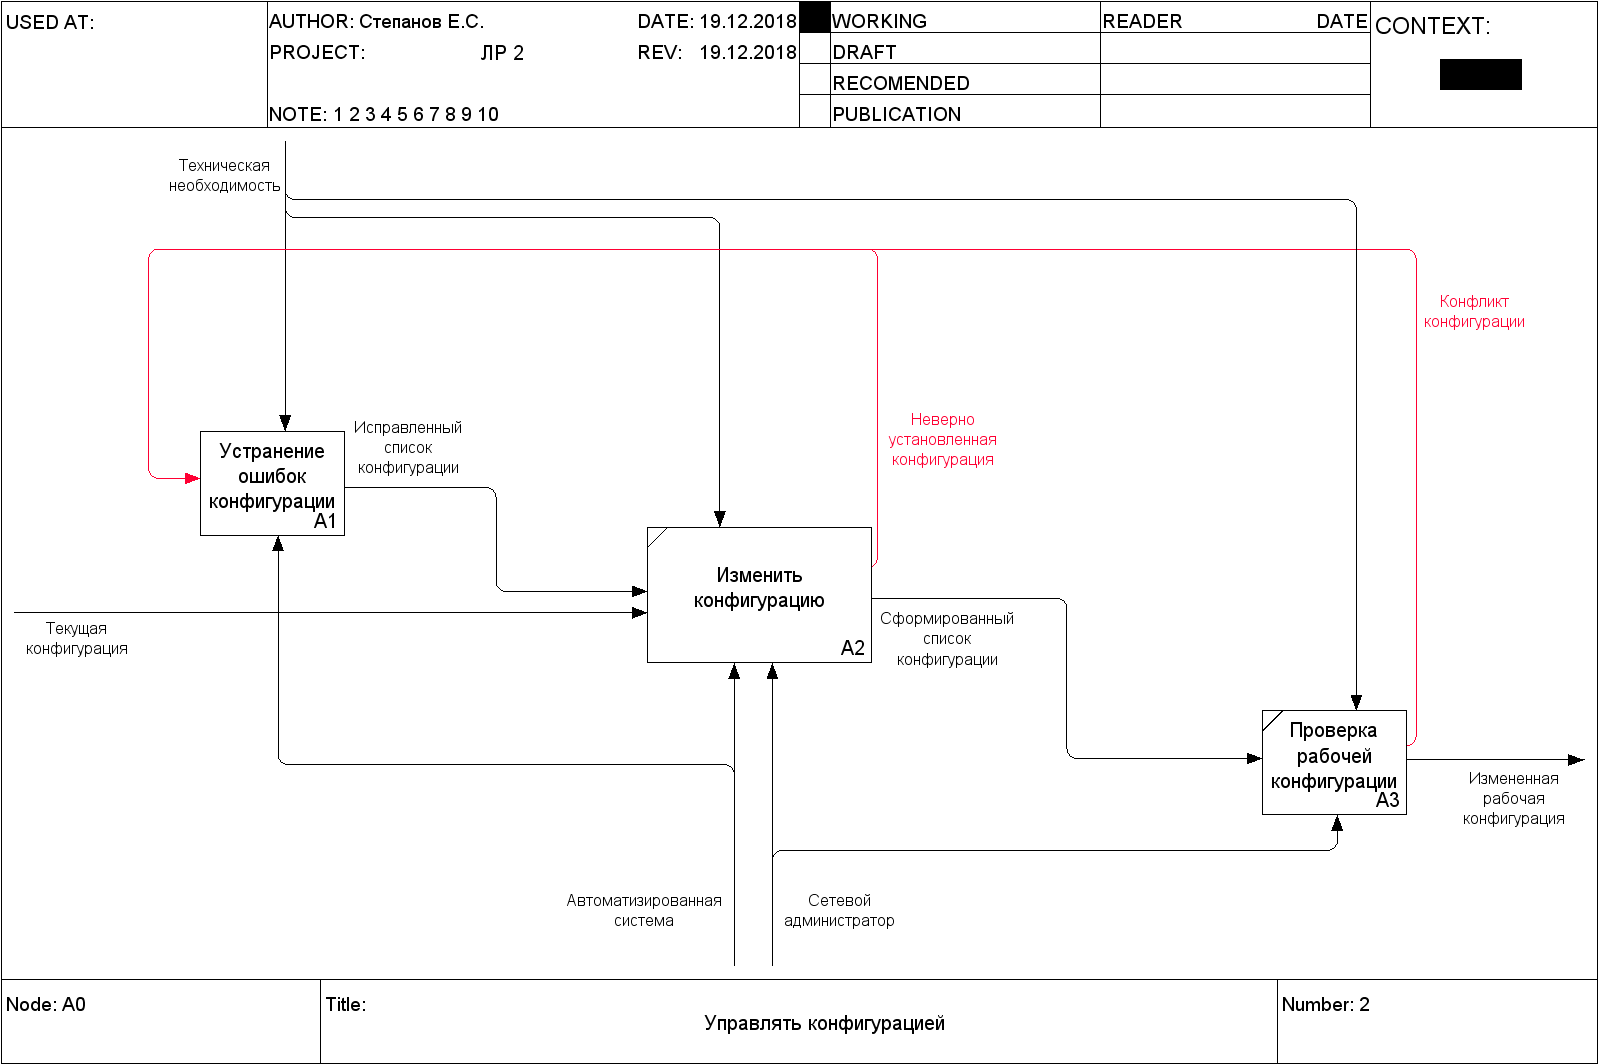 USED AT:
AUTHOR: Степанов Е.С.
DATE: 19.12.2018
PROJECT:
ЛР 2
REV: 19.12.2018
NOTE: 1 2 3 4 5 6 7 8 9 10
WORKING
DRAFT
RECOMENDED
PUBLICATION
READER
DATE
CONTEXT:
Техническая
необходимость
Конфликт
конфигурации
Неверно
установленная
конфигурация
Исправленный
список
конфигурации
Устранение
ошибок
конфигурации
A1
Изменить
конфигурацию
A2
Текущая
конфигурация
Сформированный
список
конфигурации
Проверка
рабочей
конфигурации
A3
Измененная
рабочая
конфигурация
Автоматизированная
система
Сетевой
администратор
Node: A0
Title:
Управлять конфигурацией
Number: 2